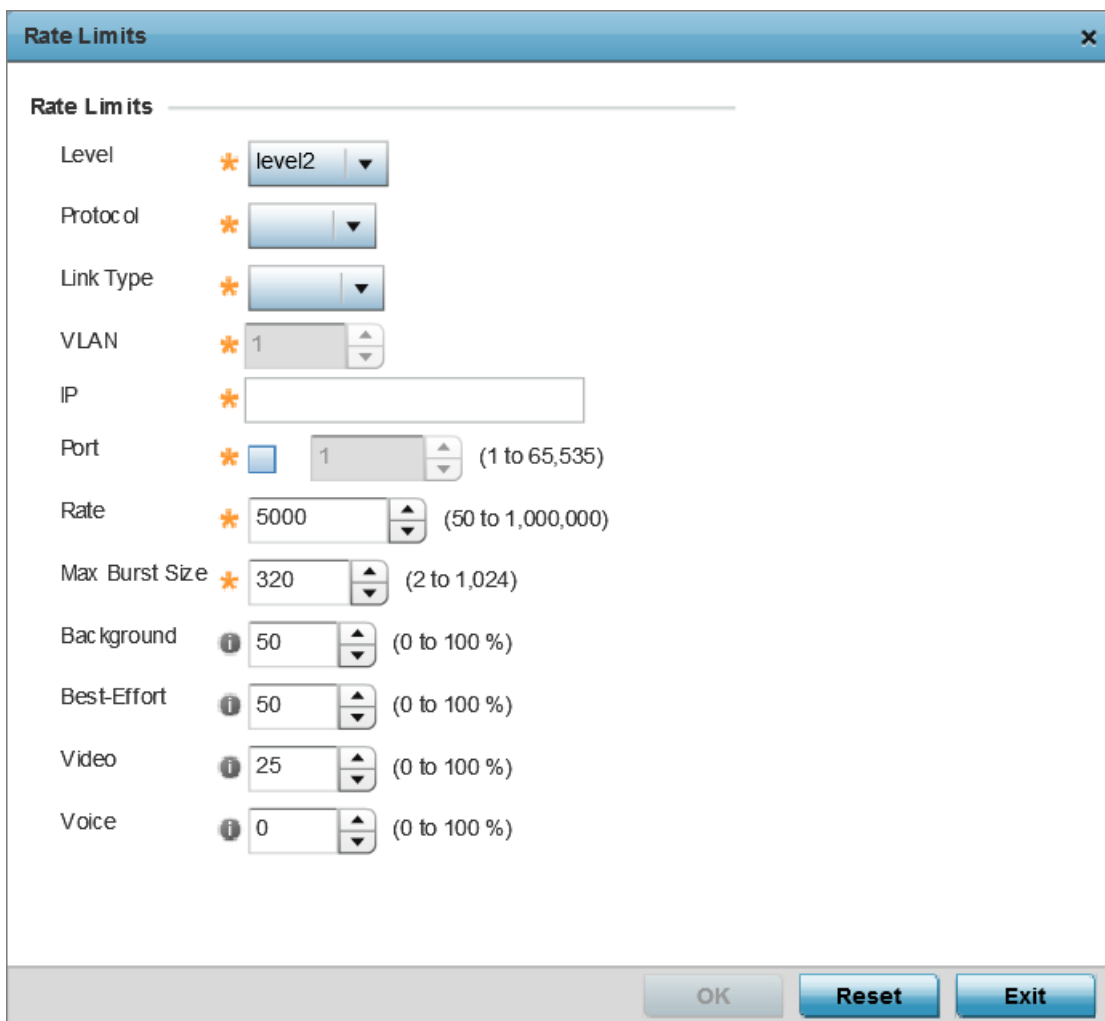 Rate Limits
Rate Limits
Level * level2
Protocol *
Link Type *
VLAN * 1
IP *
Port * 1 (1 to 65,535)
Rate * 5000 (50 to 1,000,000)
Max Burst Size * 320 (2 to 1,024)
Background i 50 (0 to 100 %)
Best-Effort i 50 (0 to 100 %)
Video i 25 (0 to 100 %)
Voice i 0 (0 to 100 %)
OK Reset Exit